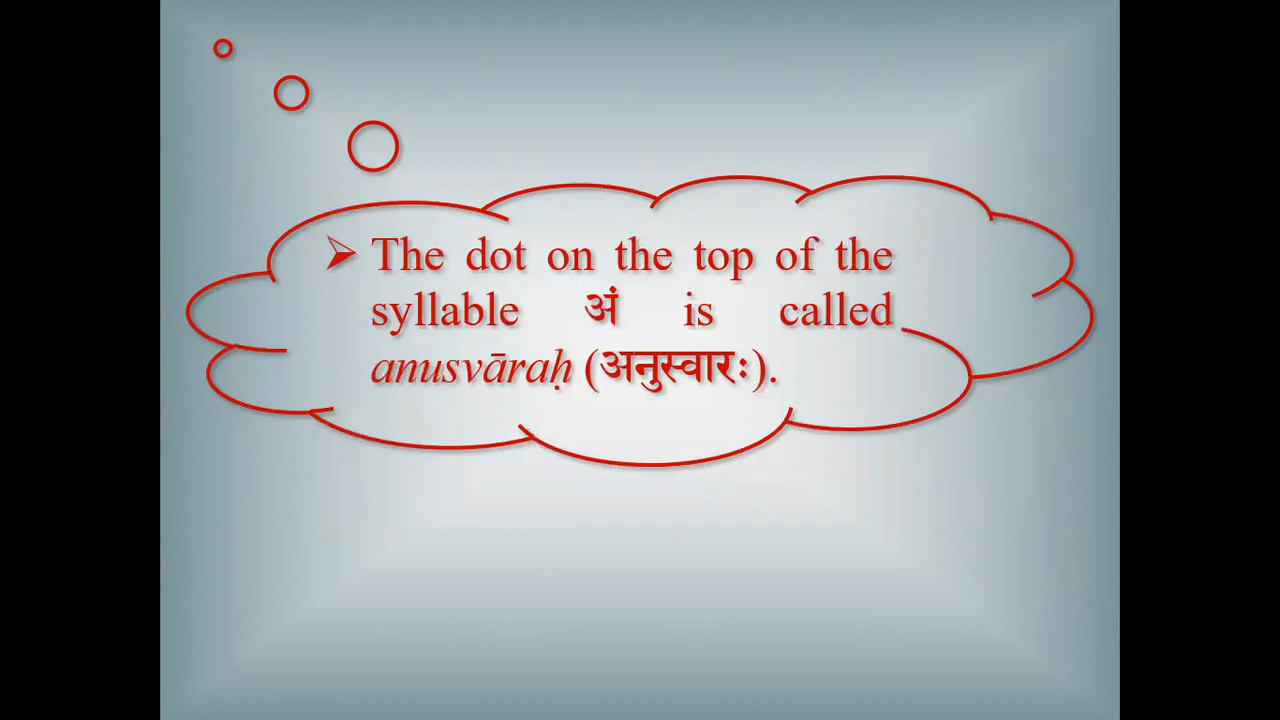 The dot on the top of the
syllable अं is called
anusvāraḥ (अनुस्वारः).